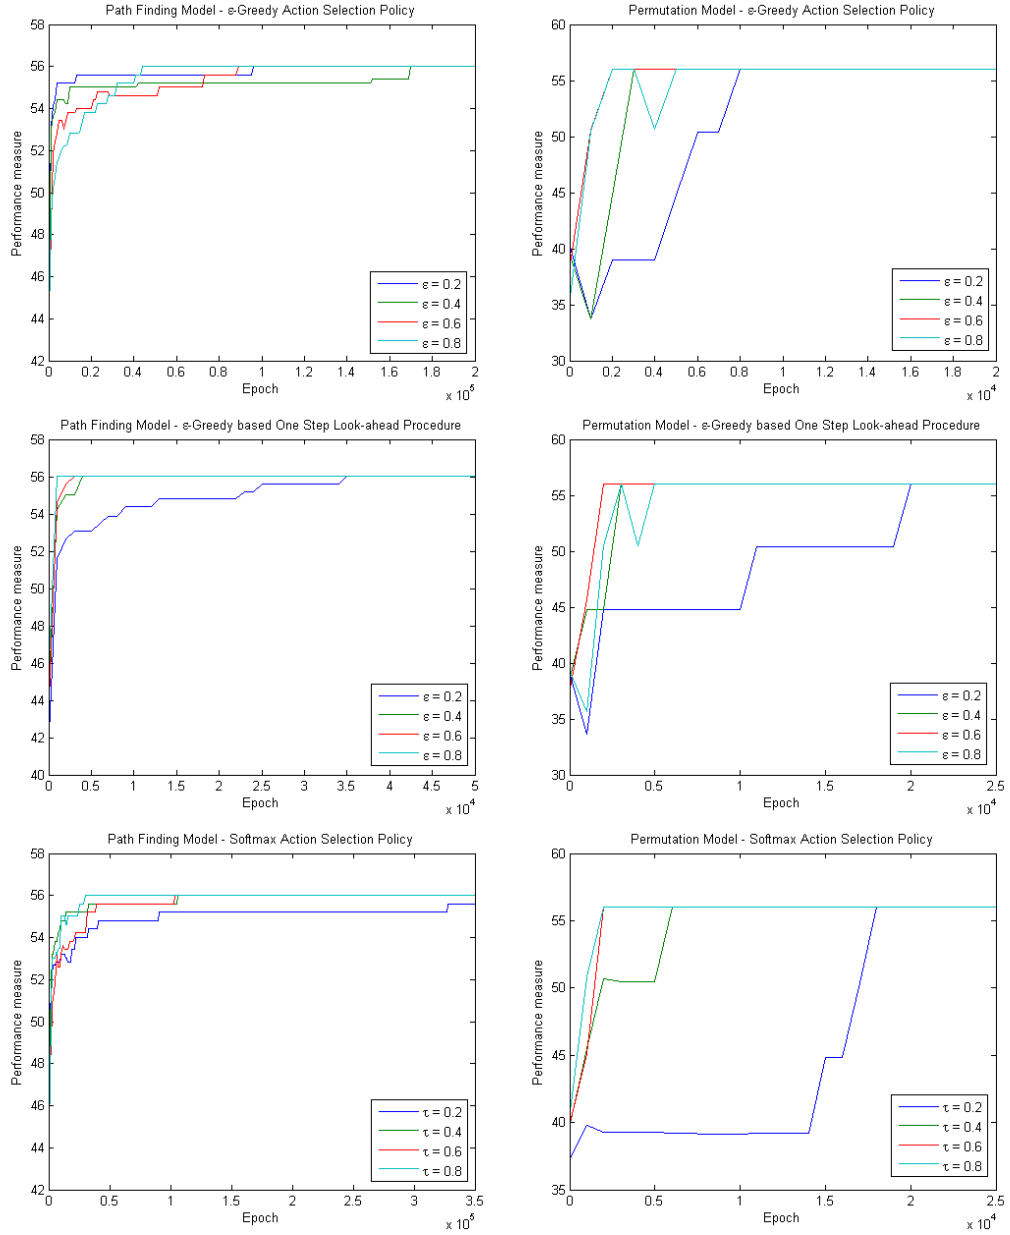 Path Finding Model - ε-Greedy Action Selection Policy
Performance measure
58
56
54
52
50
48
46
44
42
0 0.2 0.4 0.6 0.8 1 1.2 1.4 1.6 1.8 2
Epoch
x 10^5
ε = 0.2
ε = 0.4
ε = 0.6
ε = 0.8
Permutation Model - ε-Greedy Action Selection Policy
Performance measure
60
55
50
45
40
35
30
0 0.2 0.4 0.6 0.8 1 1.2 1.4 1.6 1.8 2
Epoch
x 10^4
ε = 0.2
ε = 0.4
ε = 0.6
ε = 0.8
Path Finding Model - ε-Greedy based One Step Look-ahead Procedure
Performance measure
58
56
54
52
50
48
46
44
42
40
0 0.5 1 1.5 2 2.5 3 3.5 4 4.5 5
Epoch
x 10^4
ε = 0.2
ε = 0.4
ε = 0.6
ε = 0.8
Permutation Model - ε-Greedy based One Step Look-ahead Procedure
Performance measure
60
55
50
45
40
35
30
0 0.5 1 1.5 2 2.5
Epoch
x 10^4
ε = 0.2
ε = 0.4
ε = 0.6
ε = 0.8
Path Finding Model - Softmax Action Selection Policy
Performance measure
58
56
54
52
50
48
46
44
42
0 0.5 1 1.5 2 2.5 3 3.5
Epoch
x 10^5
τ = 0.2
τ = 0.4
τ = 0.6
τ = 0.8
Permutation Model - Softmax Action Selection Policy
Performance measure
60
55
50
45
40
35
0 0.5 1 1.5 2 2.5
Epoch
x 10^4
τ = 0.2
τ = 0.4
τ = 0.6
τ = 0.8